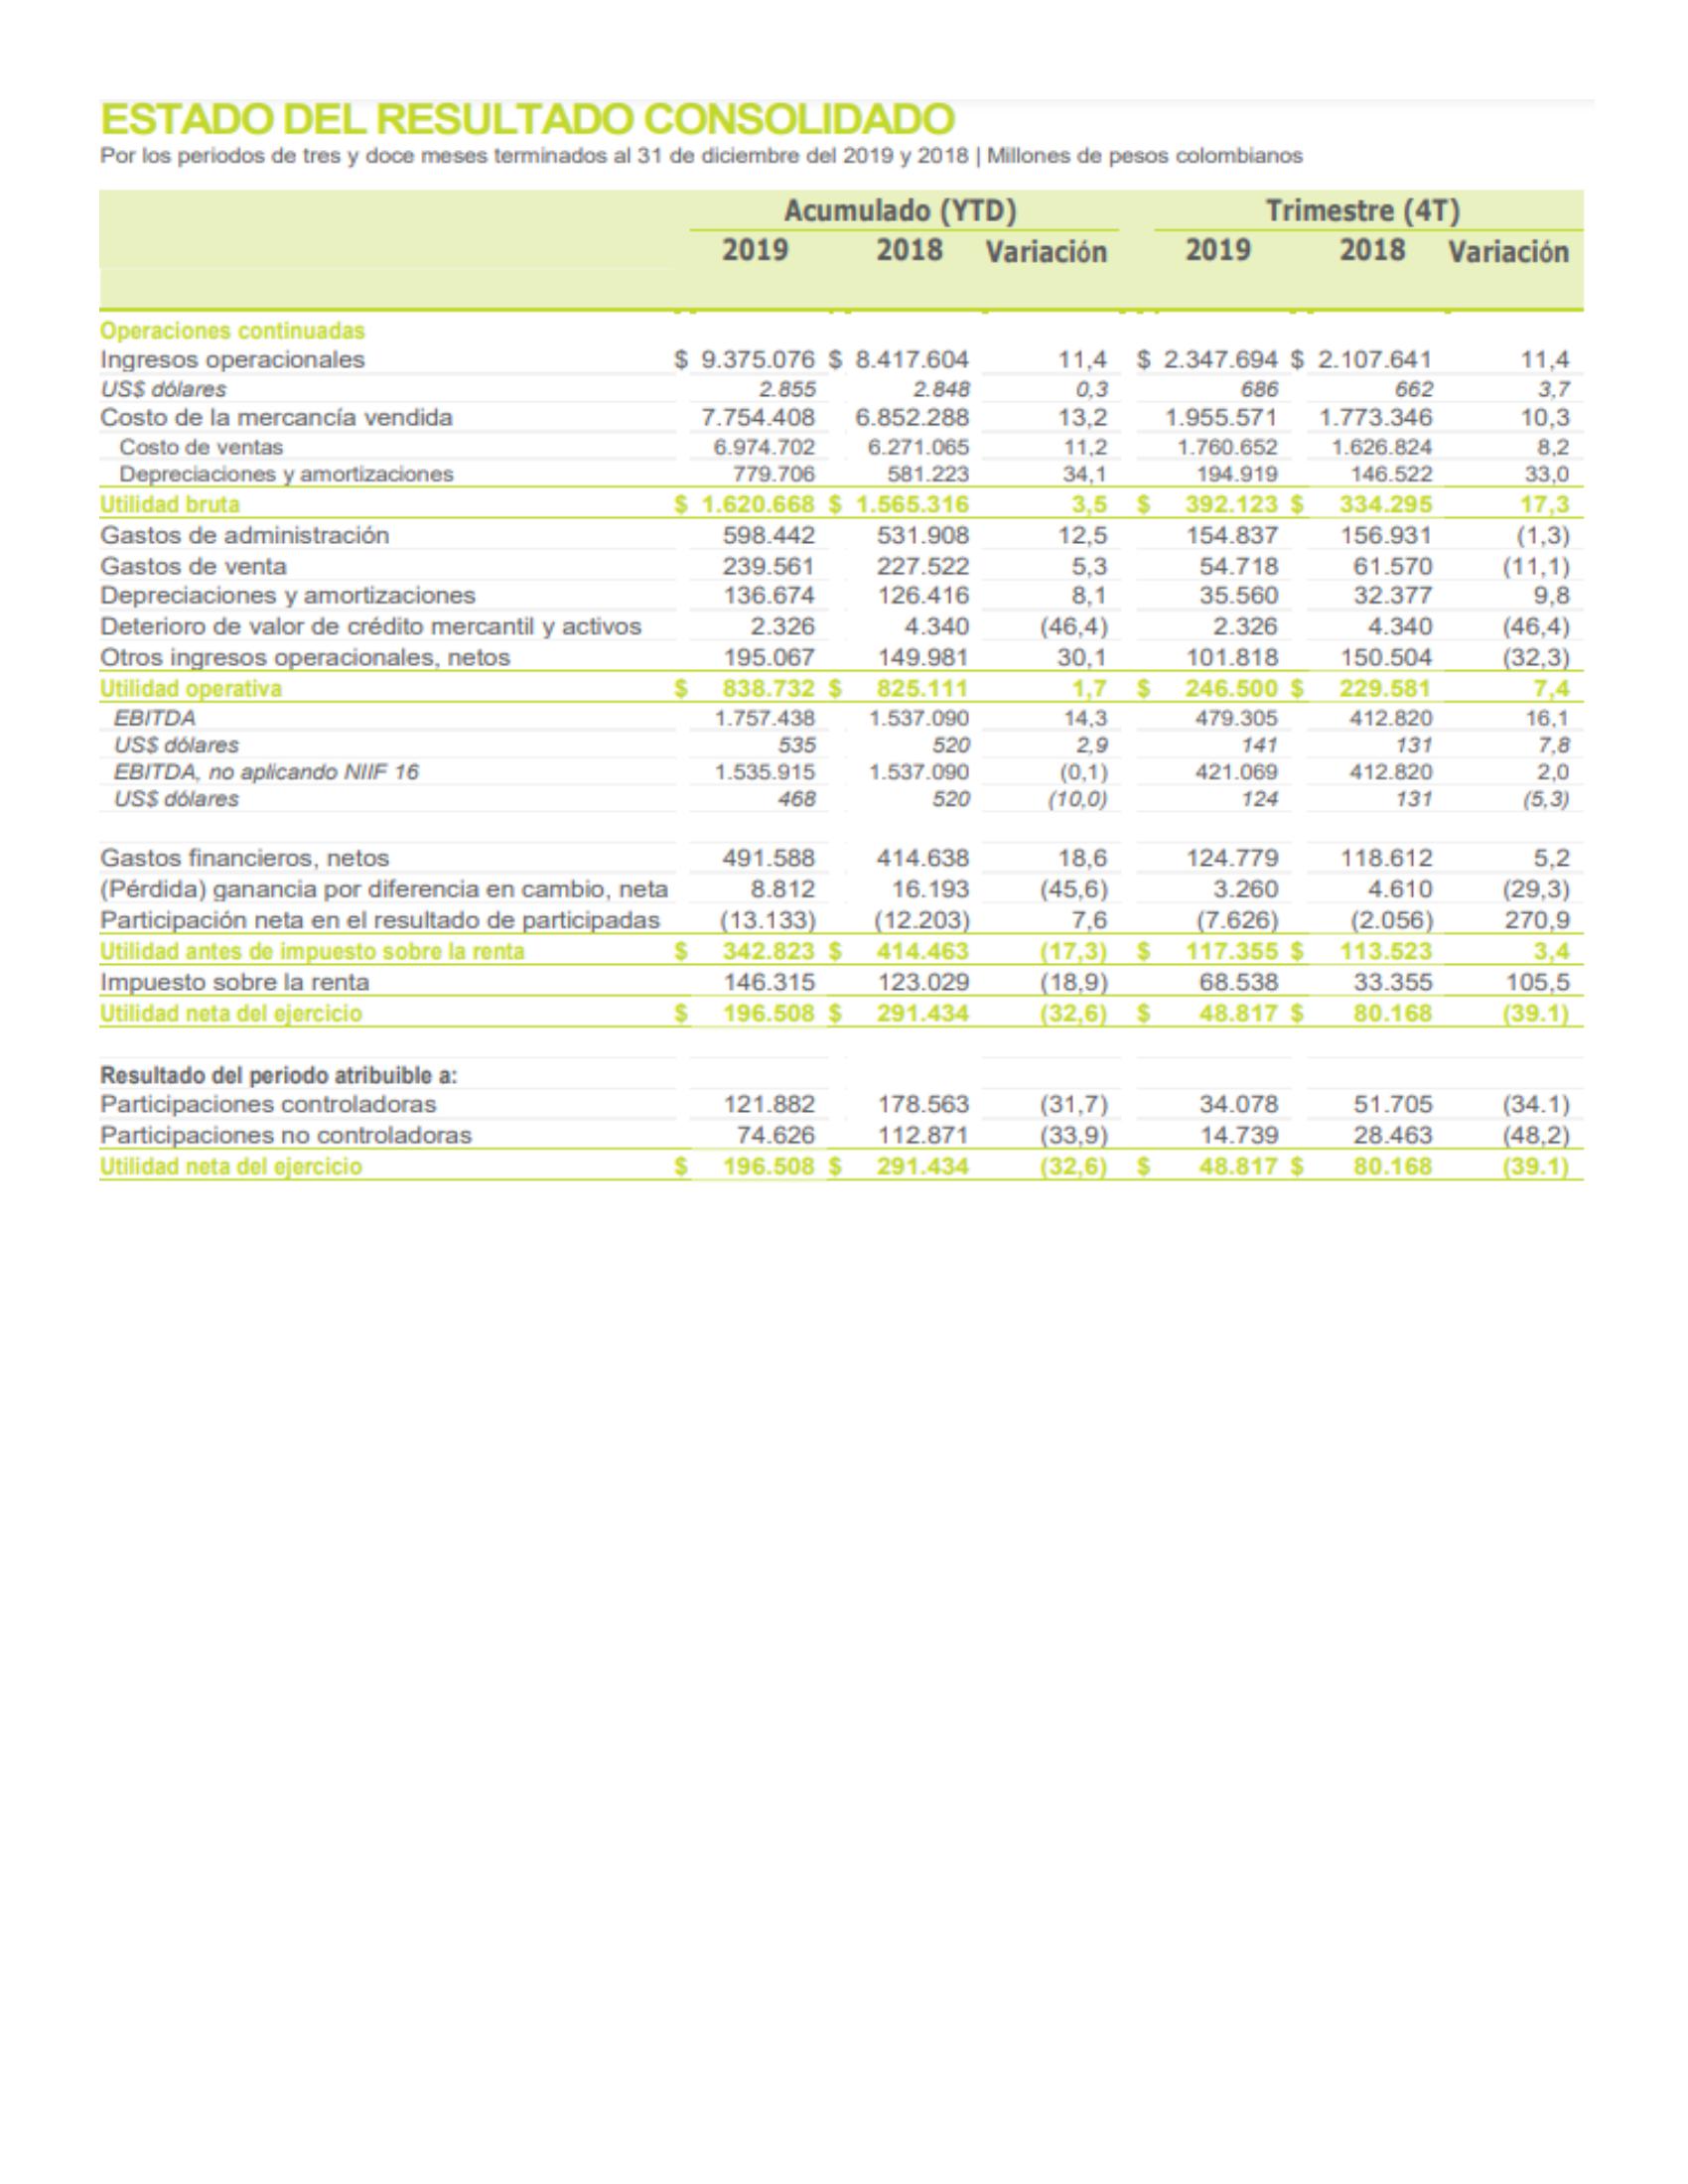 ESTADO DEL RESULTADO CONSOLIDADO
Por los periodos de tres y doce meses terminados al 31 de diciembre del 2019 y 2018 | Millones de pesos colombianos
Acumulado (YTD) Trimestre (4T)
2019 2018 Variación 2019 2018 Variación
Operaciones continuadas
Ingresos operacionales $ 9.375.076 $ 8.417.604 11,4 $ 2.347.694 $ 2.107.641 11,4
US$ dólares 2.855 2.848 0,3 686 662 3,7
Costo de la mercancía vendida 7.754.408 6.852.288 13,2 1.955.571 1.773.346 10,3
Costo de ventas 6.974.702 6.271.065 11,2 1.760.652 1.626.824 8,2
Depreciaciones y amortizaciones 779.706 581.223 34,1 194.919 146.522 33,0
Utilidad bruta $ 1.620.668 $ 1.565.316 3,5 $ 392.123 $ 334.295 17,3
Gastos de administración 598.442 531.908 12,5 154.837 156.931 (1,3)
Gastos de venta 239.561 227.522 5,3 54.718 61.570 (11,1)
Depreciaciones y amortizaciones 136.674 126.416 8,1 35.560 32.377 9,8
Deterioro de valor de crédito mercantil y activos 2.326 4.340 (46,4) 2.326 4.340 (46,4)
Otros ingresos operacionales, netos 195.067 149.981 30,1 101.818 150.504 (32,3)
Utilidad operativa $ 838.732 $ 825.111 1,7 $ 246.500 $ 229.581 7,4
EBITDA 1.757.438 1.537.090 14,3 479.305 412.820 16,1
US$ dólares 535 520 2,9 141 131 7,8
EBITDA, no aplicando NIIF 16 1.535.915 1.537.090 (0,1) 421.069 412.820 2,0
US$ dólares 468 520 (10,0) 124 131 (5,3)
Gastos financieros, netos 491.588 414.638 18,6 124.779 118.612 5,2
(Pérdida) ganancia por diferencia en cambio, neta 8.812 16.193 (45,6) 3.260 4.610 (29,3)
Participación neta en el resultado de participadas (13.133) (12.203) 7,6 (7.626) (2.056) 270,9
Utilidad antes de impuesto sobre la renta $ 342.823 $ 414.463 (17,3) $ 117.355 $ 113.523 3,4
Impuesto sobre la renta 146.315 123.029 (18,9) 68.538 33.355 105,5
Utilidad neta del ejercicio $ 196.508 $ 291.434 (32,6) $ 48.817 $ 80.168 (39.1)
Resultado del periodo atribuible a:
Participaciones controladoras 121.882 178.563 (31,7) 34.078 51.705 (34.1)
Participaciones no controladoras 74.626 112.871 (33,9) 14.739 28.463 (48,2)
Utilidad neta del ejercicio $ 196.508 $ 291.434 (32,6) $ 48.817 $ 80.168 (39.1)